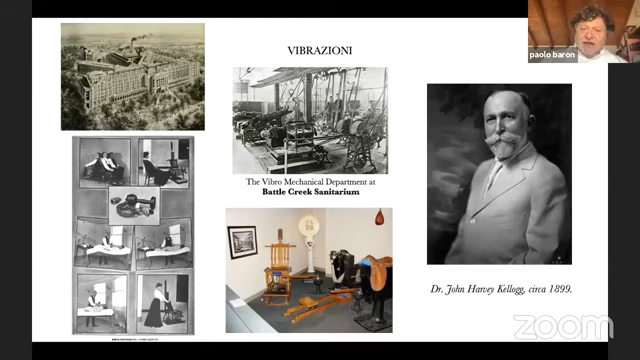 VIBRAZIONI
paolo baron
The Vibro Mechanical Department at
Battle Creek Sanitarium
Dr. John Harvey Kellogg, circa 1899.
zoom